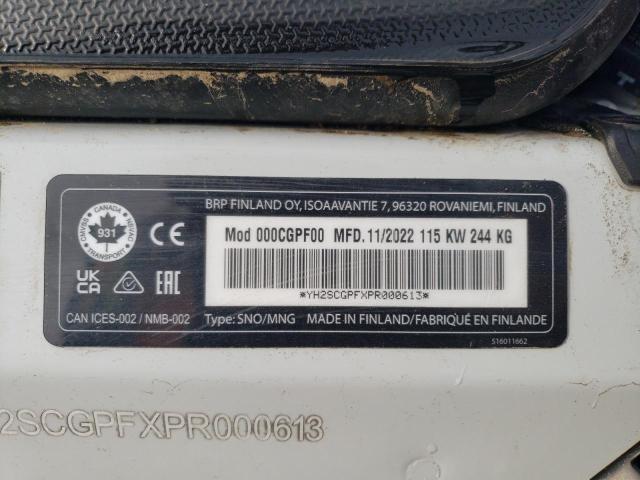 BRP FINLAND OY, ISOAAVANTIE 7, 96320 ROVANIEMI, FINLAND
CANADA
CMVSS 931 NSVAC
TRANSPORT
CE
Mod 000CGPF00 MFD.11/2022 115 KW 244 KG
UK
CA
EAC
*YH2SCGPFXPR000613*
CAN ICES-002 / NMB-002
Type: SNO/MNG MADE IN FINLAND/FABRIQUÉ EN FINLANDE
516011662
2SCGPFXPR000613